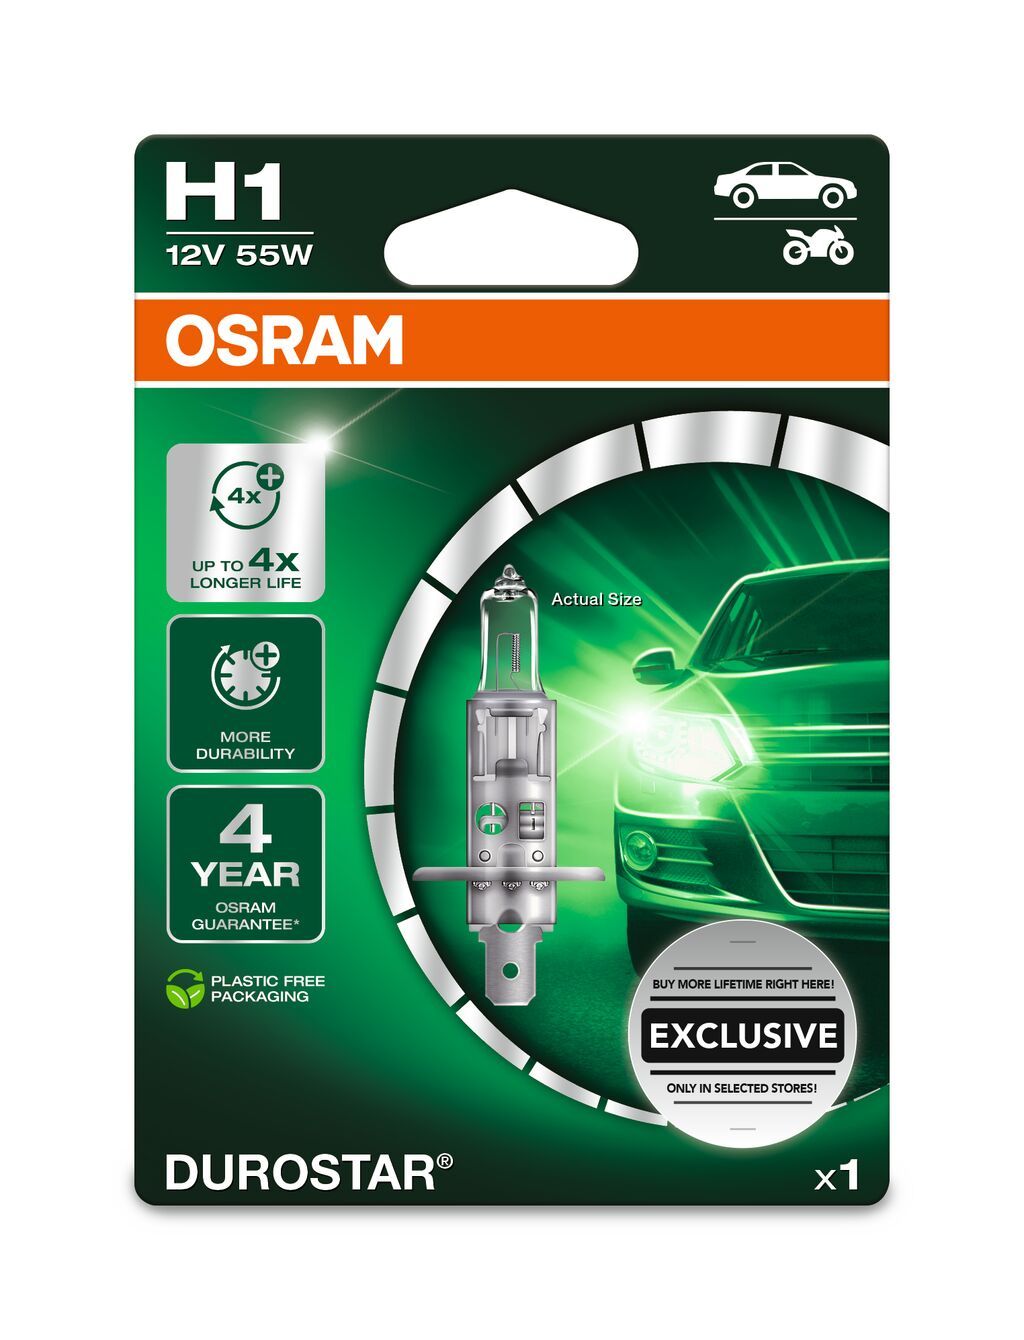 H1
12V 55W
OSRAM
4x
UP TO 4x
LONGER LIFE
Actual Size
MORE
DURABILITY
4
YEAR
OSRAM
GUARANTEE*
PLASTIC FREE
PACKAGING
BUY MORE LIFETIME RIGHT HERE!
EXCLUSIVE
ONLY IN SELECTED STORES!
DUROSTAR®
x1